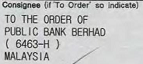 Consignee (if 'To Order' so indicate)
TO THE ORDER OF
PUBLIC BANK BERHAD
( 6463-H )
MALAYSIA